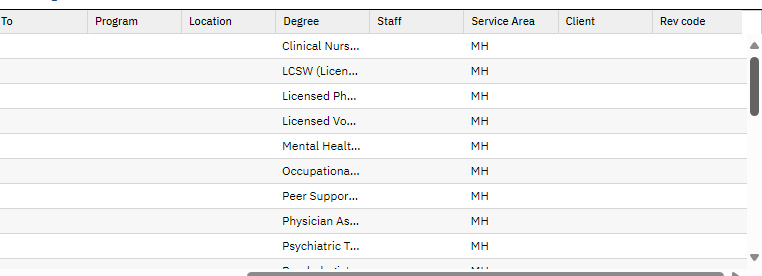 To Program Location Degree Staff Service Area Client Rev code
Clinical Nurs... MH
LCSW (Licen... MH
Licensed Ph... MH
Licensed Vo... MH
Mental Healt... MH
Occupationa... MH
Peer Suppor... MH
Physician As... MH
Psychiatric T... MH